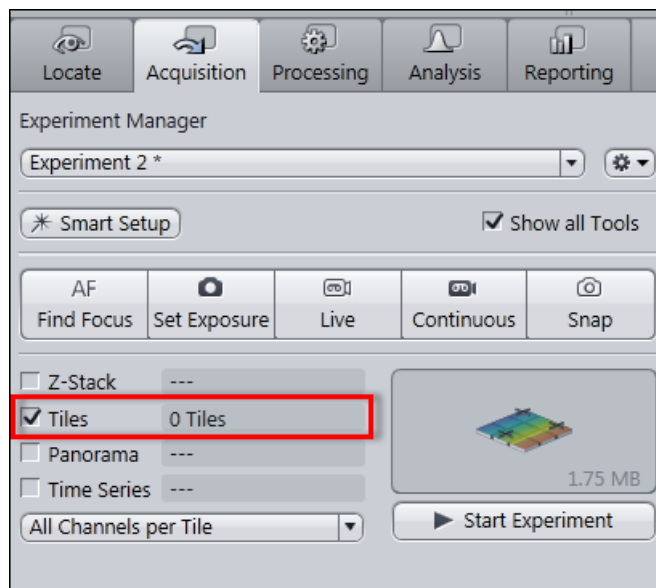 Locate Acquisition Processing Analysis Reporting
Experiment Manager
Experiment 2 *
Smart Setup Show all Tools
AF
Find Focus Set Exposure Live Continuous Snap
Z-Stack ---
Tiles 0 Tiles
Panorama ---
1.75 MB
Time Series ---
All Channels per Tile Start Experiment